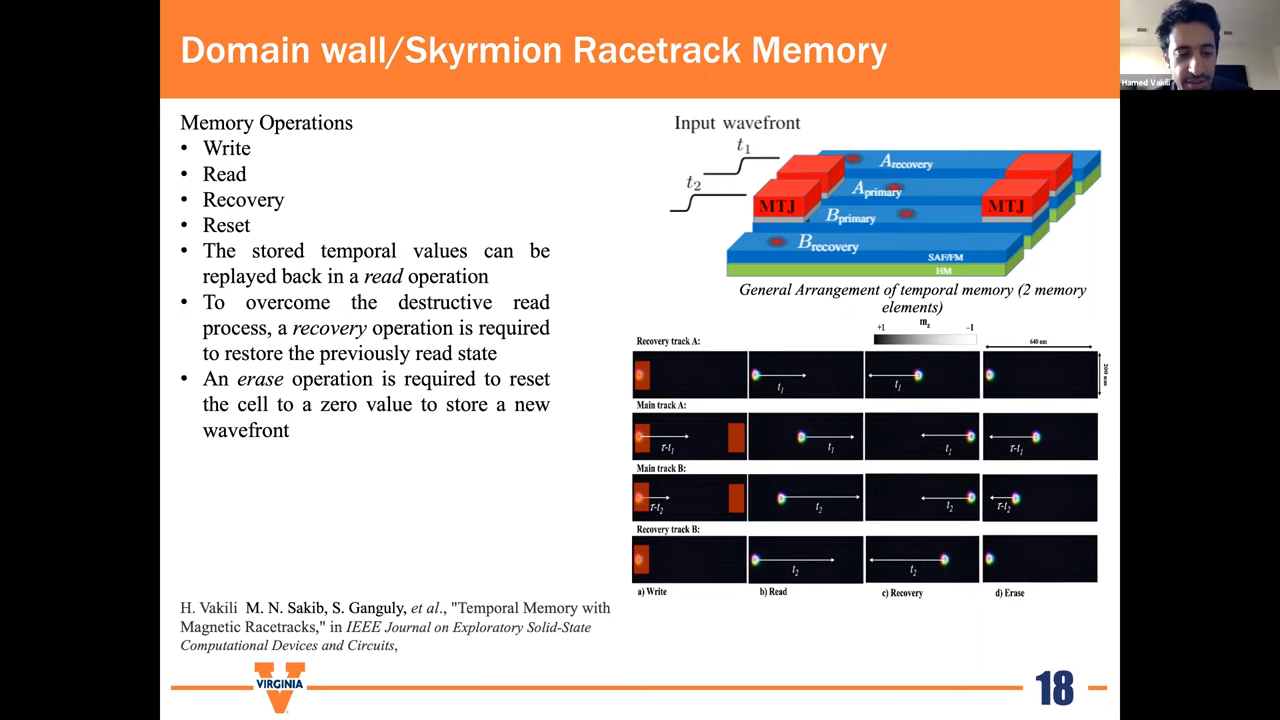 Domain wall/Skyrmion Racetrack Memory
Hamed Vakili
Memory Operations
• Write
• Read
• Recovery
• Reset
• The stored temporal values can be
replayed back in a read operation
• To overcome the destructive read
process, a recovery operation is required
to restore the previously read state
• An erase operation is required to reset
the cell to a zero value to store a new
wavefront
Input wavefront
t1
t2
A recovery
A primary
B primary
B recovery
MTJ
MTJ
SAF/FM
HM
General Arrangement of temporal memory (2 memory
elements)
mz
+1
−1
Recovery track A:
640 nm
200 nm
t1
t1
Main track A:
τ-t1
t1
t1
τ-t1
Main track B:
τ-t2
t2
t2
τ-t2
Recovery track B:
t2
t2
a) Write
b) Read
c) Recovery
d) Erase
H. Vakili M. N. Sakib, S. Ganguly, et al., "Temporal Memory with
Magnetic Racetracks," in IEEE Journal on Exploratory Solid-State
Computational Devices and Circuits,
VIRGINIA
18